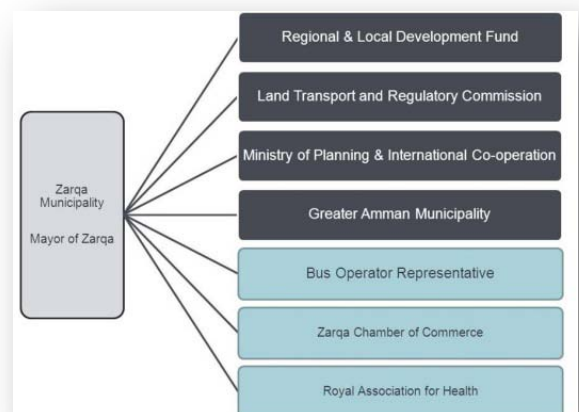 Zarqa
Municipality
Mayor of Zarqa
Regional & Local Development Fund
Land Transport and Regulatory Commission
Ministry of Planning & International Co-operation
Greater Amman Municipality
Bus Operator Representative
Zarqa Chamber of Commerce
Royal Association for Health